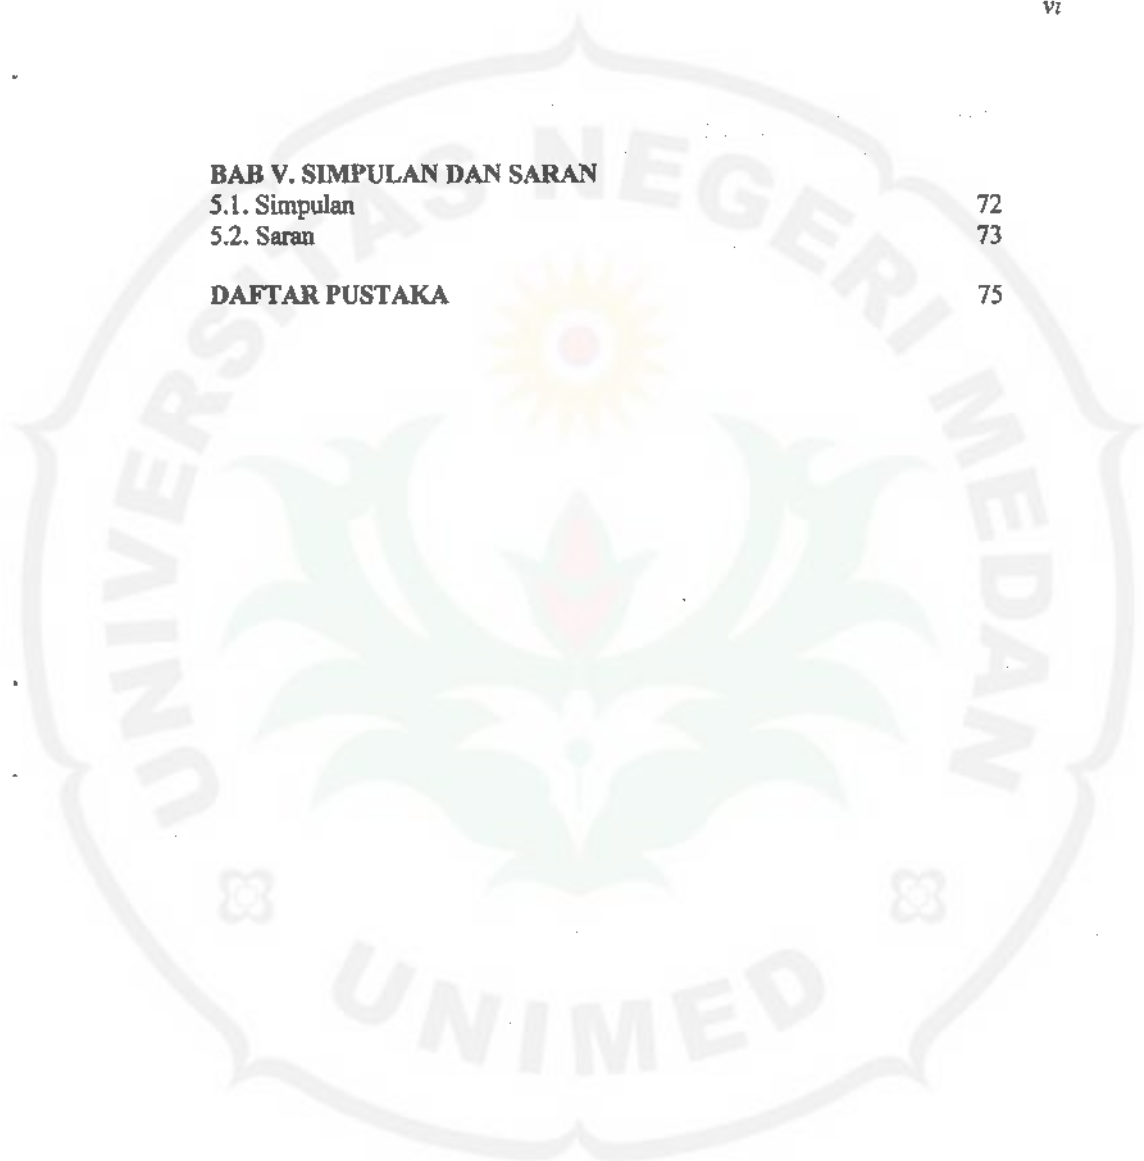 vi
BAB V. SIMPULAN DAN SARAN
5.1. Simpulan 72
5.2. Saran 73
DAFTAR PUSTAKA 75
UNIVERSITAS NEGERI MEDAN
UNIMED